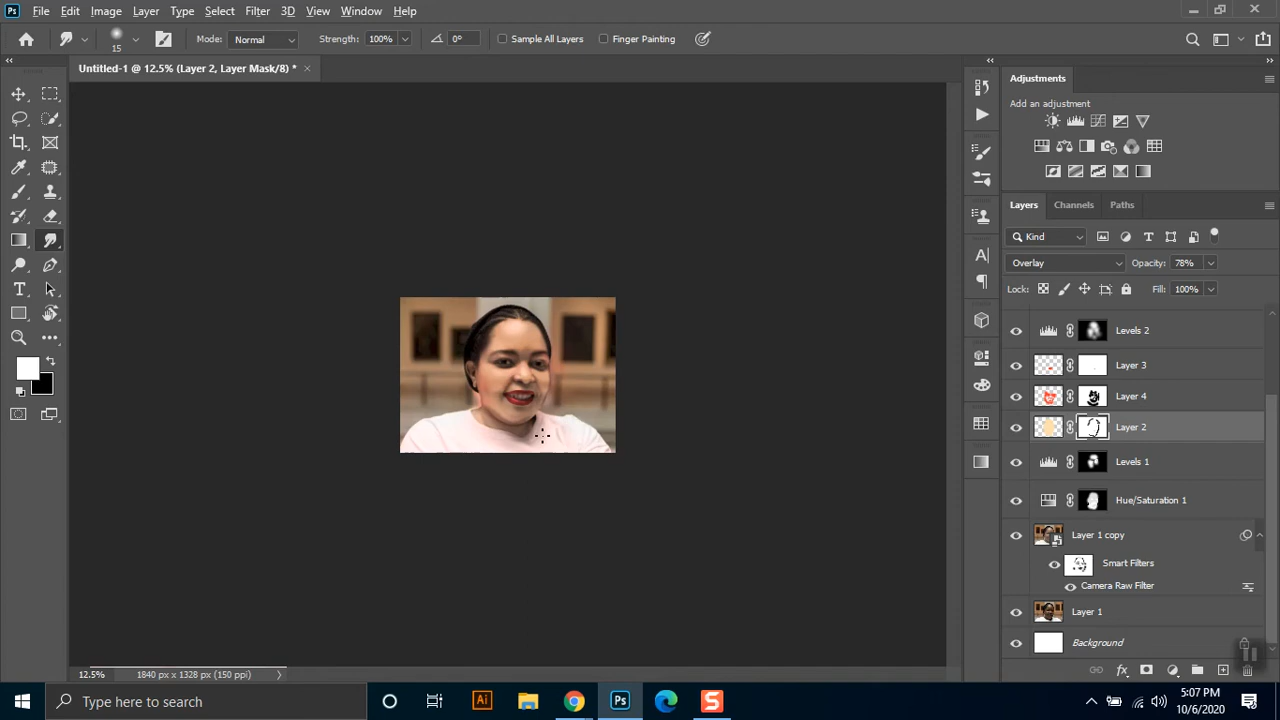 Ps File Edit Image Layer Type Select Filter 3D View Window Help
15 Mode: Normal Strength: 100% 0° Sample All Layers Finger Painting
Untitled-1 @ 12.5% (Layer 2, Layer Mask/8) * ×
Adjustments
Add an adjustment
Layers Channels Paths
Kind
Overlay Opacity: 78%
Lock: Fill: 100%
Levels 2
Layer 3
Layer 4
Layer 2
Levels 1
Hue/Saturation 1
Layer 1 copy
Smart Filters
Camera Raw Filter
Layer 1
Background
12.5% 1840 px x 1328 px (150 ppi)
Type here to search
Ai Ps S
5:07 PM
10/6/2020